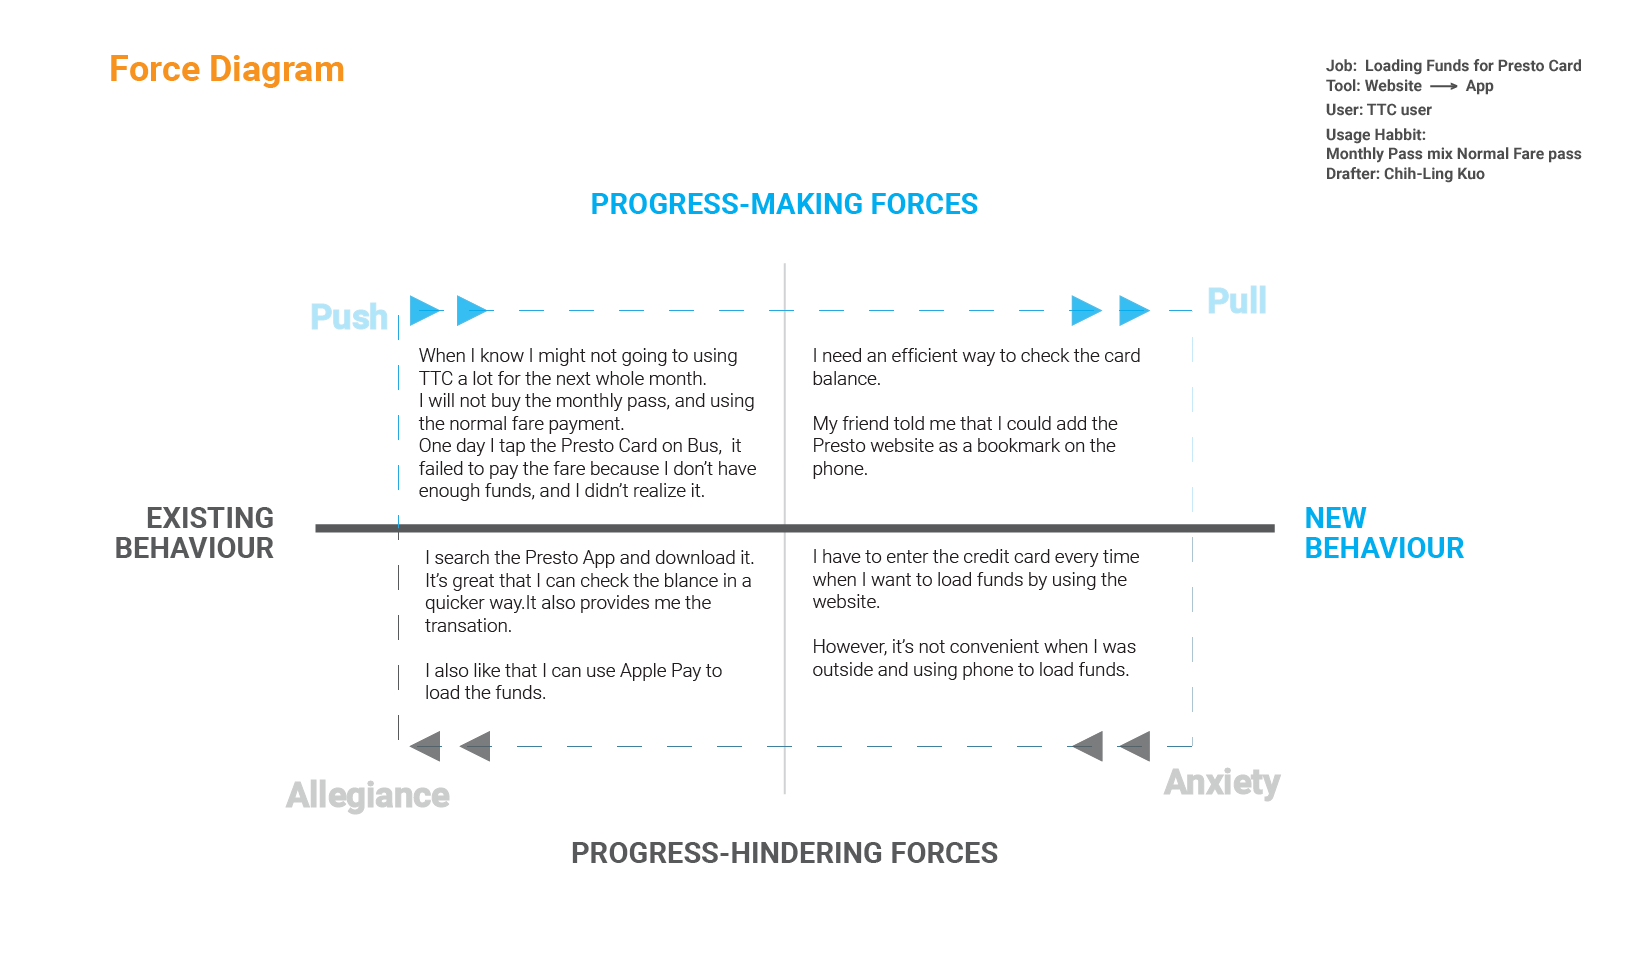 Force Diagram
Job:  Loading Funds for Presto Card
Tool: Website ⟶ App
User: TTC user
Usage Habbit:
Monthly Pass mix Normal Fare pass
Drafter: Chih-Ling Kuo
PROGRESS-MAKING FORCES
Push
Pull
When I know I might not going to using
TTC a lot for the next whole month.
I will not buy the monthly pass, and using
the normal fare payment.
One day I tap the Presto Card on Bus,  it
failed to pay the fare because I don’t have
enough funds, and I didn’t realize it.
I need an efficient way to check the card
balance.
My friend told me that I could add the
Presto website as a bookmark on the
phone.
EXISTING
BEHAVIOUR
NEW
BEHAVIOUR
I search the Presto App and download it.
It’s great that I can check the blance in a
quicker way.It also provides me the
transation.
I also like that I can use Apple Pay to
load the funds.
I have to enter the credit card every time
when I want to load funds by using the
website.
However, it’s not convenient when I was
outside and using phone to load funds.
Allegiance
Anxiety
PROGRESS-HINDERING FORCES